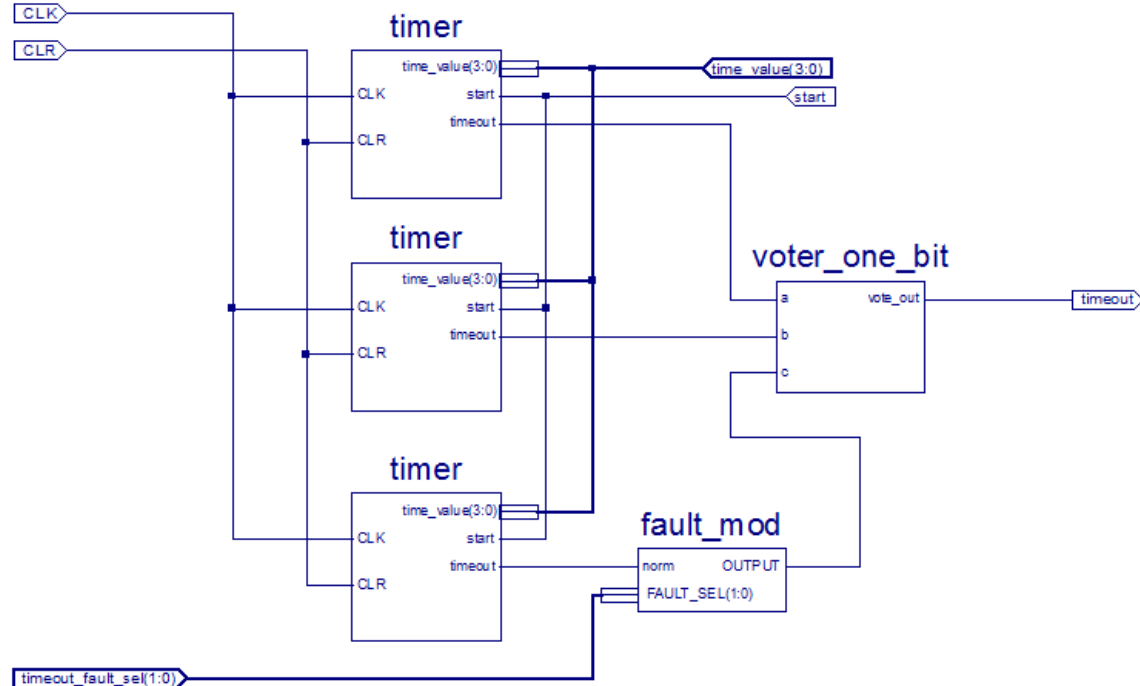 CLK
CLR
timer
time_value(3:0)
CLK
start
timeout
CLR
time_value(3:0)
start
timer
time_value(3:0)
CLK
start
timeout
CLR
voter_one_bit
a
vote_out
b
c
timeout
timer
time_value(3:0)
CLK
start
timeout
CLR
fault_mod
norm
OUTPUT
FAULT_SEL(1:0)
timeout_fault_sel(1:0)